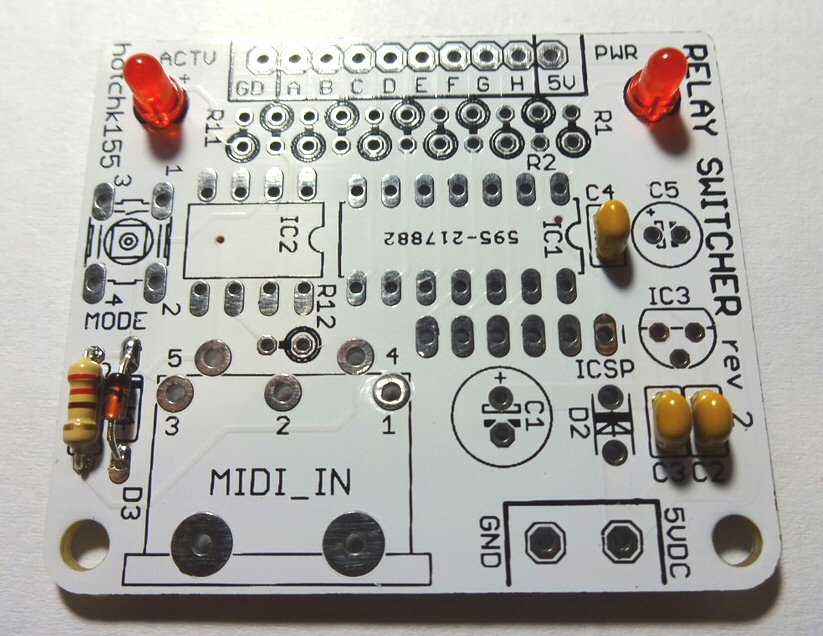 hotchk155
ACTV
+
PWR
RELAY SWITCHER rev 2
GD A B C D E F G H 5V
R11
R1
R2
1
3
C4
C5
+
IC2
595-217882
IC1
IC3
4
2
MODE
R12
ICSP
1
5
4
3
2
1
+
C1
D2
C3
C2
MIDI_IN
D3
GND
5VDC